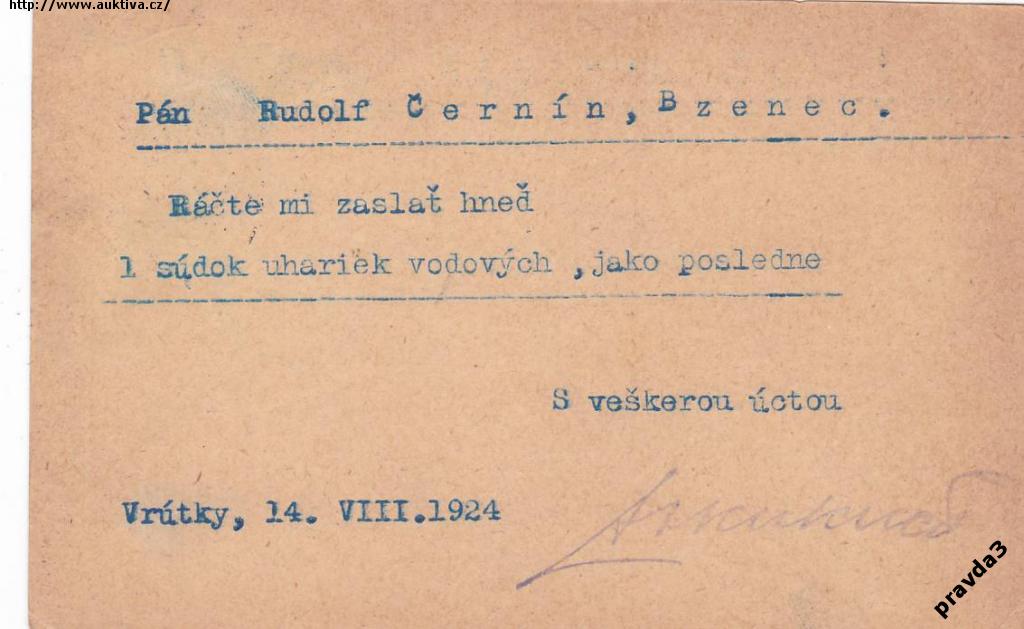 http://www.auktiva.cz/
Pán Rudolf Černín, Bzenec.
Ráčte mi zaslať hneď
1 súdok uhariek vodových , jako posledne
S veškerou úctou
Vrútky, 14. VIII.1924
pravda3